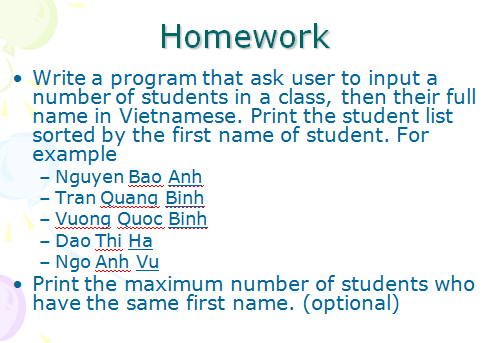 Homework
• Write a program that ask user to input a
number of students in a class, then their full
name in Vietnamese. Print the student list
sorted by the first name of student. For
example
– Nguyen Bao Anh
– Tran Quang Binh
– Vuong Quoc Binh
– Dao Thi Ha
– Ngo Anh Vu
• Print the maximum number of students who
have the same first name. (optional)